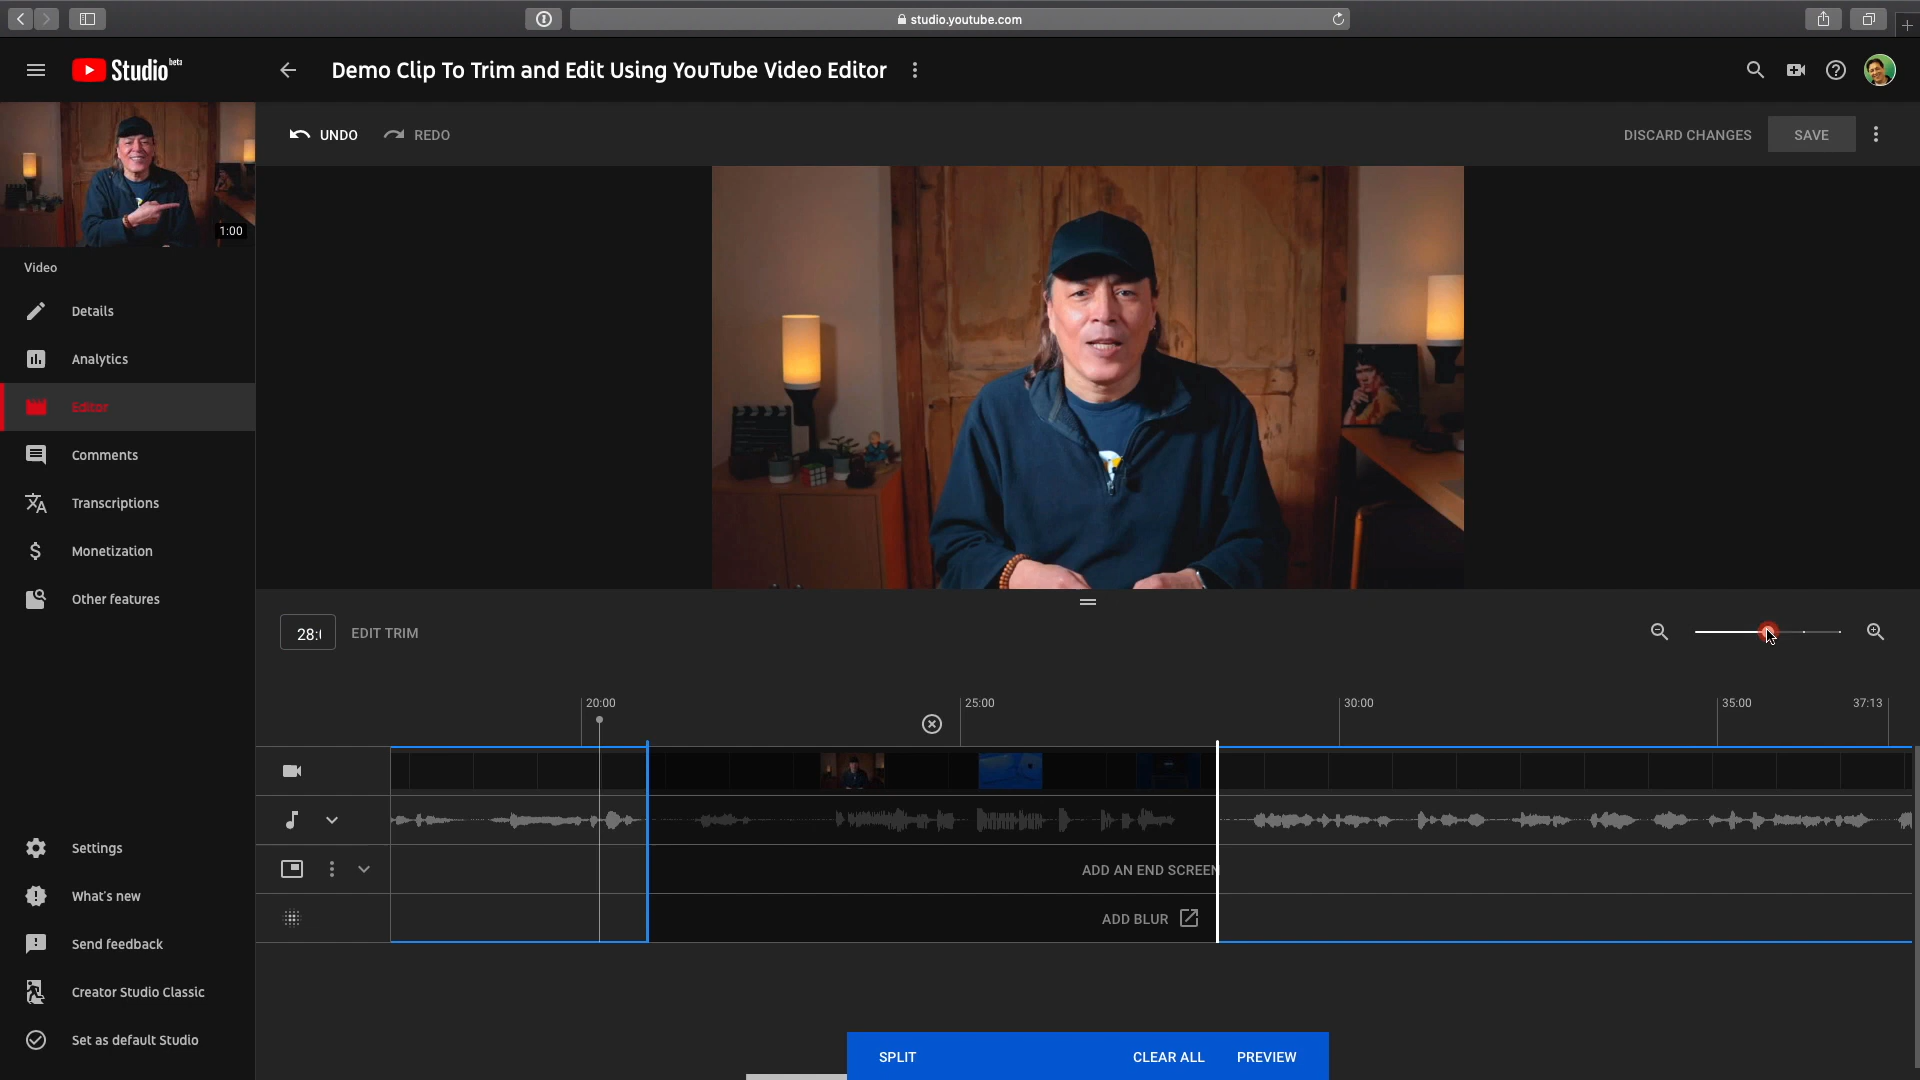 studio.youtube.com
Studio beta
Demo Clip To Trim and Edit Using YouTube Video Editor
UNDO
REDO
DISCARD CHANGES
SAVE
1:00
Video
Details
Analytics
Editor
Comments
Transcriptions
Monetization
Other features
Settings
What's new
Send feedback
Creator Studio Classic
Set as default Studio
EDIT TRIM
20:00
25:00
30:00
35:00
37:13
ADD AN END SCREEN
ADD BLUR
SPLIT
CLEAR ALL
PREVIEW